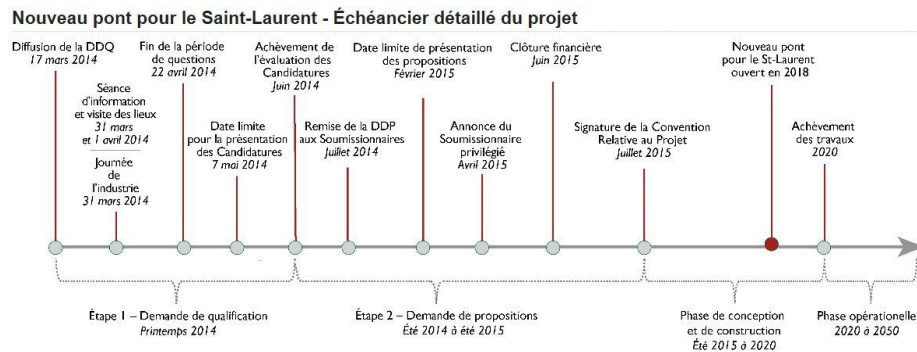 Nouveau pont pour le Saint-Laurent - Échéancier détaillé du projet
Diffusion de la DDQ
17 mars 2014
Séance
d'information
et visite des lieux
31 mars
et 1 avril 2014
Journée
de
l'industrie
31 mars 2014
Fin de la période
de questions
22 avril 2014
Date limite
pour la présentation
des Candidatures
7 mai 2014
Achèvement de
l'évaluation des
Candidatures
Juin 2014
Remise de la DDP
aux Soumissionnaires
Juillet 2014
Date limite de présentation
des propositions
Février 2015
Annonce du
Soumissionnaire
privilégié
Avril 2015
Clôture financière
Juin 2015
Signature de la Convention
Relative au Projet
Juillet 2015
Nouveau pont
pour le St-Laurent
ouvert en 2018
Achèvement
des travaux
2020
Étape 1 – Demande de qualification
Printemps 2014
Étape 2 – Demande de propositions
Été 2014 à été 2015
Phase de conception
et de construction
Été 2015 à 2020
Phase opérationelle
2020 à 2050